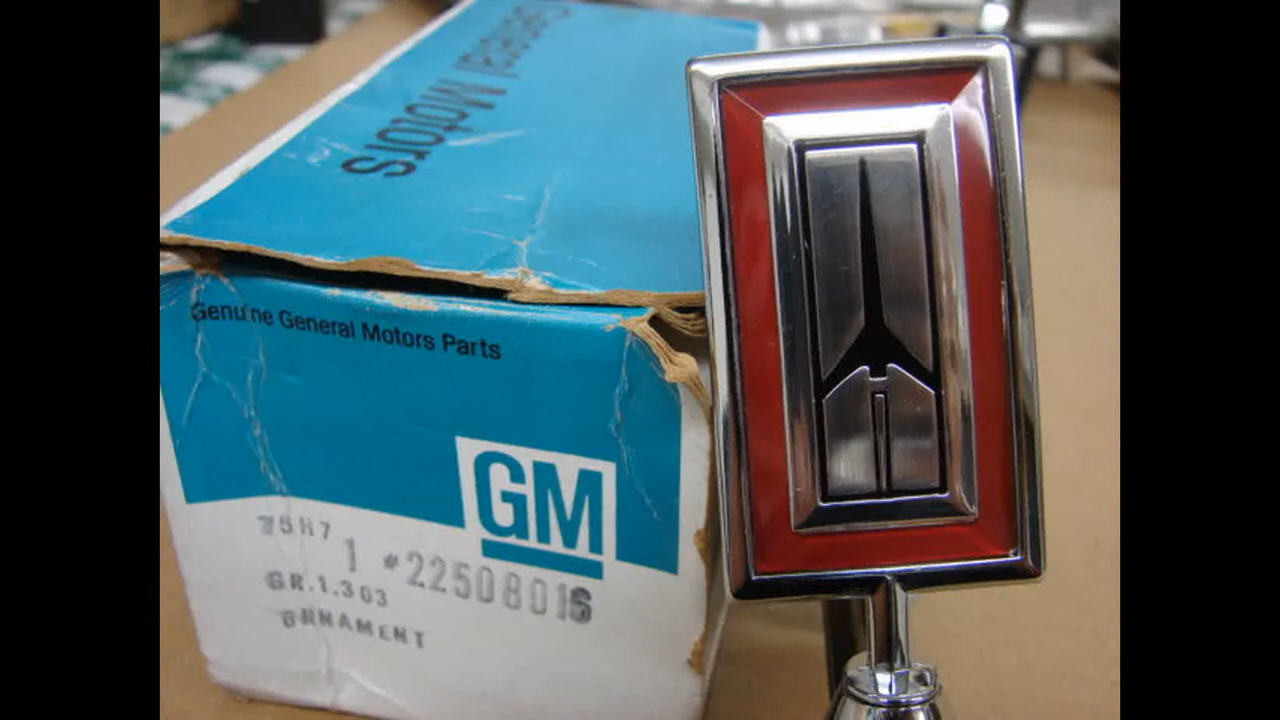 General Motors
Genuine General Motors Parts
GM
75H7
1 #22508016
GR.1.303
ORNAMENT